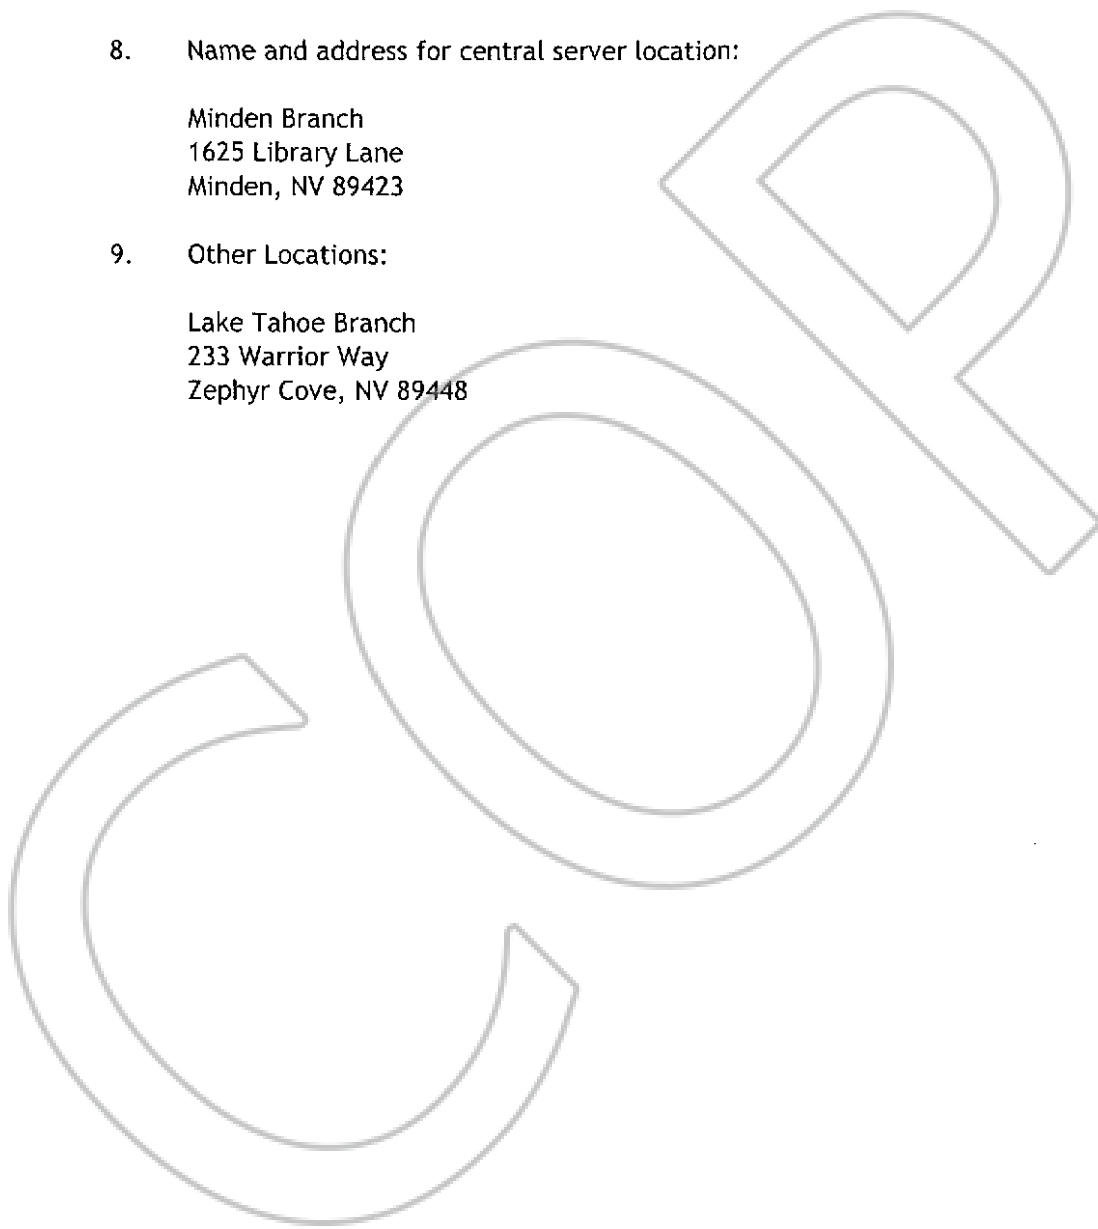 8. Name and address for central server location:
Minden Branch
1625 Library Lane
Minden, NV 89423
9. Other Locations:
Lake Tahoe Branch
233 Warrior Way
Zephyr Cove, NV 89448
COP